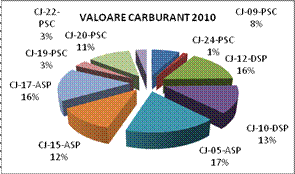 VALOARE CARBURANT 2010
CJ-09-PSC
8%
CJ-24-PSC
1%
CJ-12-DSP
16%
CJ-10-DSP
13%
CJ-05-ASP
17%
CJ-15-ASP
12%
CJ-17-ASP
16%
CJ-19-PSC
3%
CJ-20-PSC
11%
CJ-22-
PSC
3%